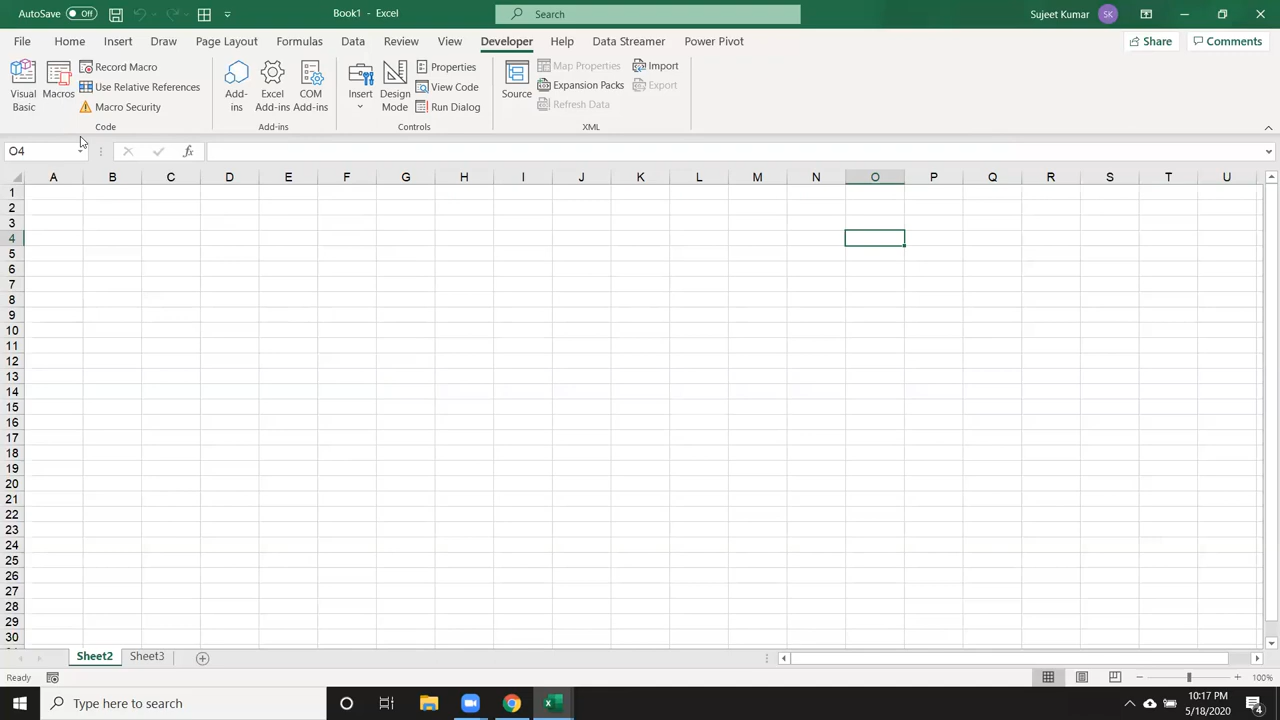 AutoSave Off Book1 - Excel Search Sujeet Kumar SK
File Home Insert Draw Page Layout Formulas Data Review View Developer Help Data Streamer Power Pivot Share Comments
Visual Basic
Macros
Record Macro
Use Relative References
Macro Security
Code
Add-ins
Excel Add-ins
COM Add-ins
Add-ins
Insert
Design Mode
Properties
View Code
Run Dialog
Controls
Source
Map Properties
Expansion Packs
Refresh Data
Import
Export
XML
O4 fx
A B C D E F G H I J K L M N O P Q R S T U
1
2
3
4
5
6
7
8
9
10
11
12
13
14
15
16
17
18
19
20
21
22
23
24
25
26
27
28
29
30
Sheet2 Sheet3
Ready 100%
Type here to search
10:17 PM
5/18/2020
4